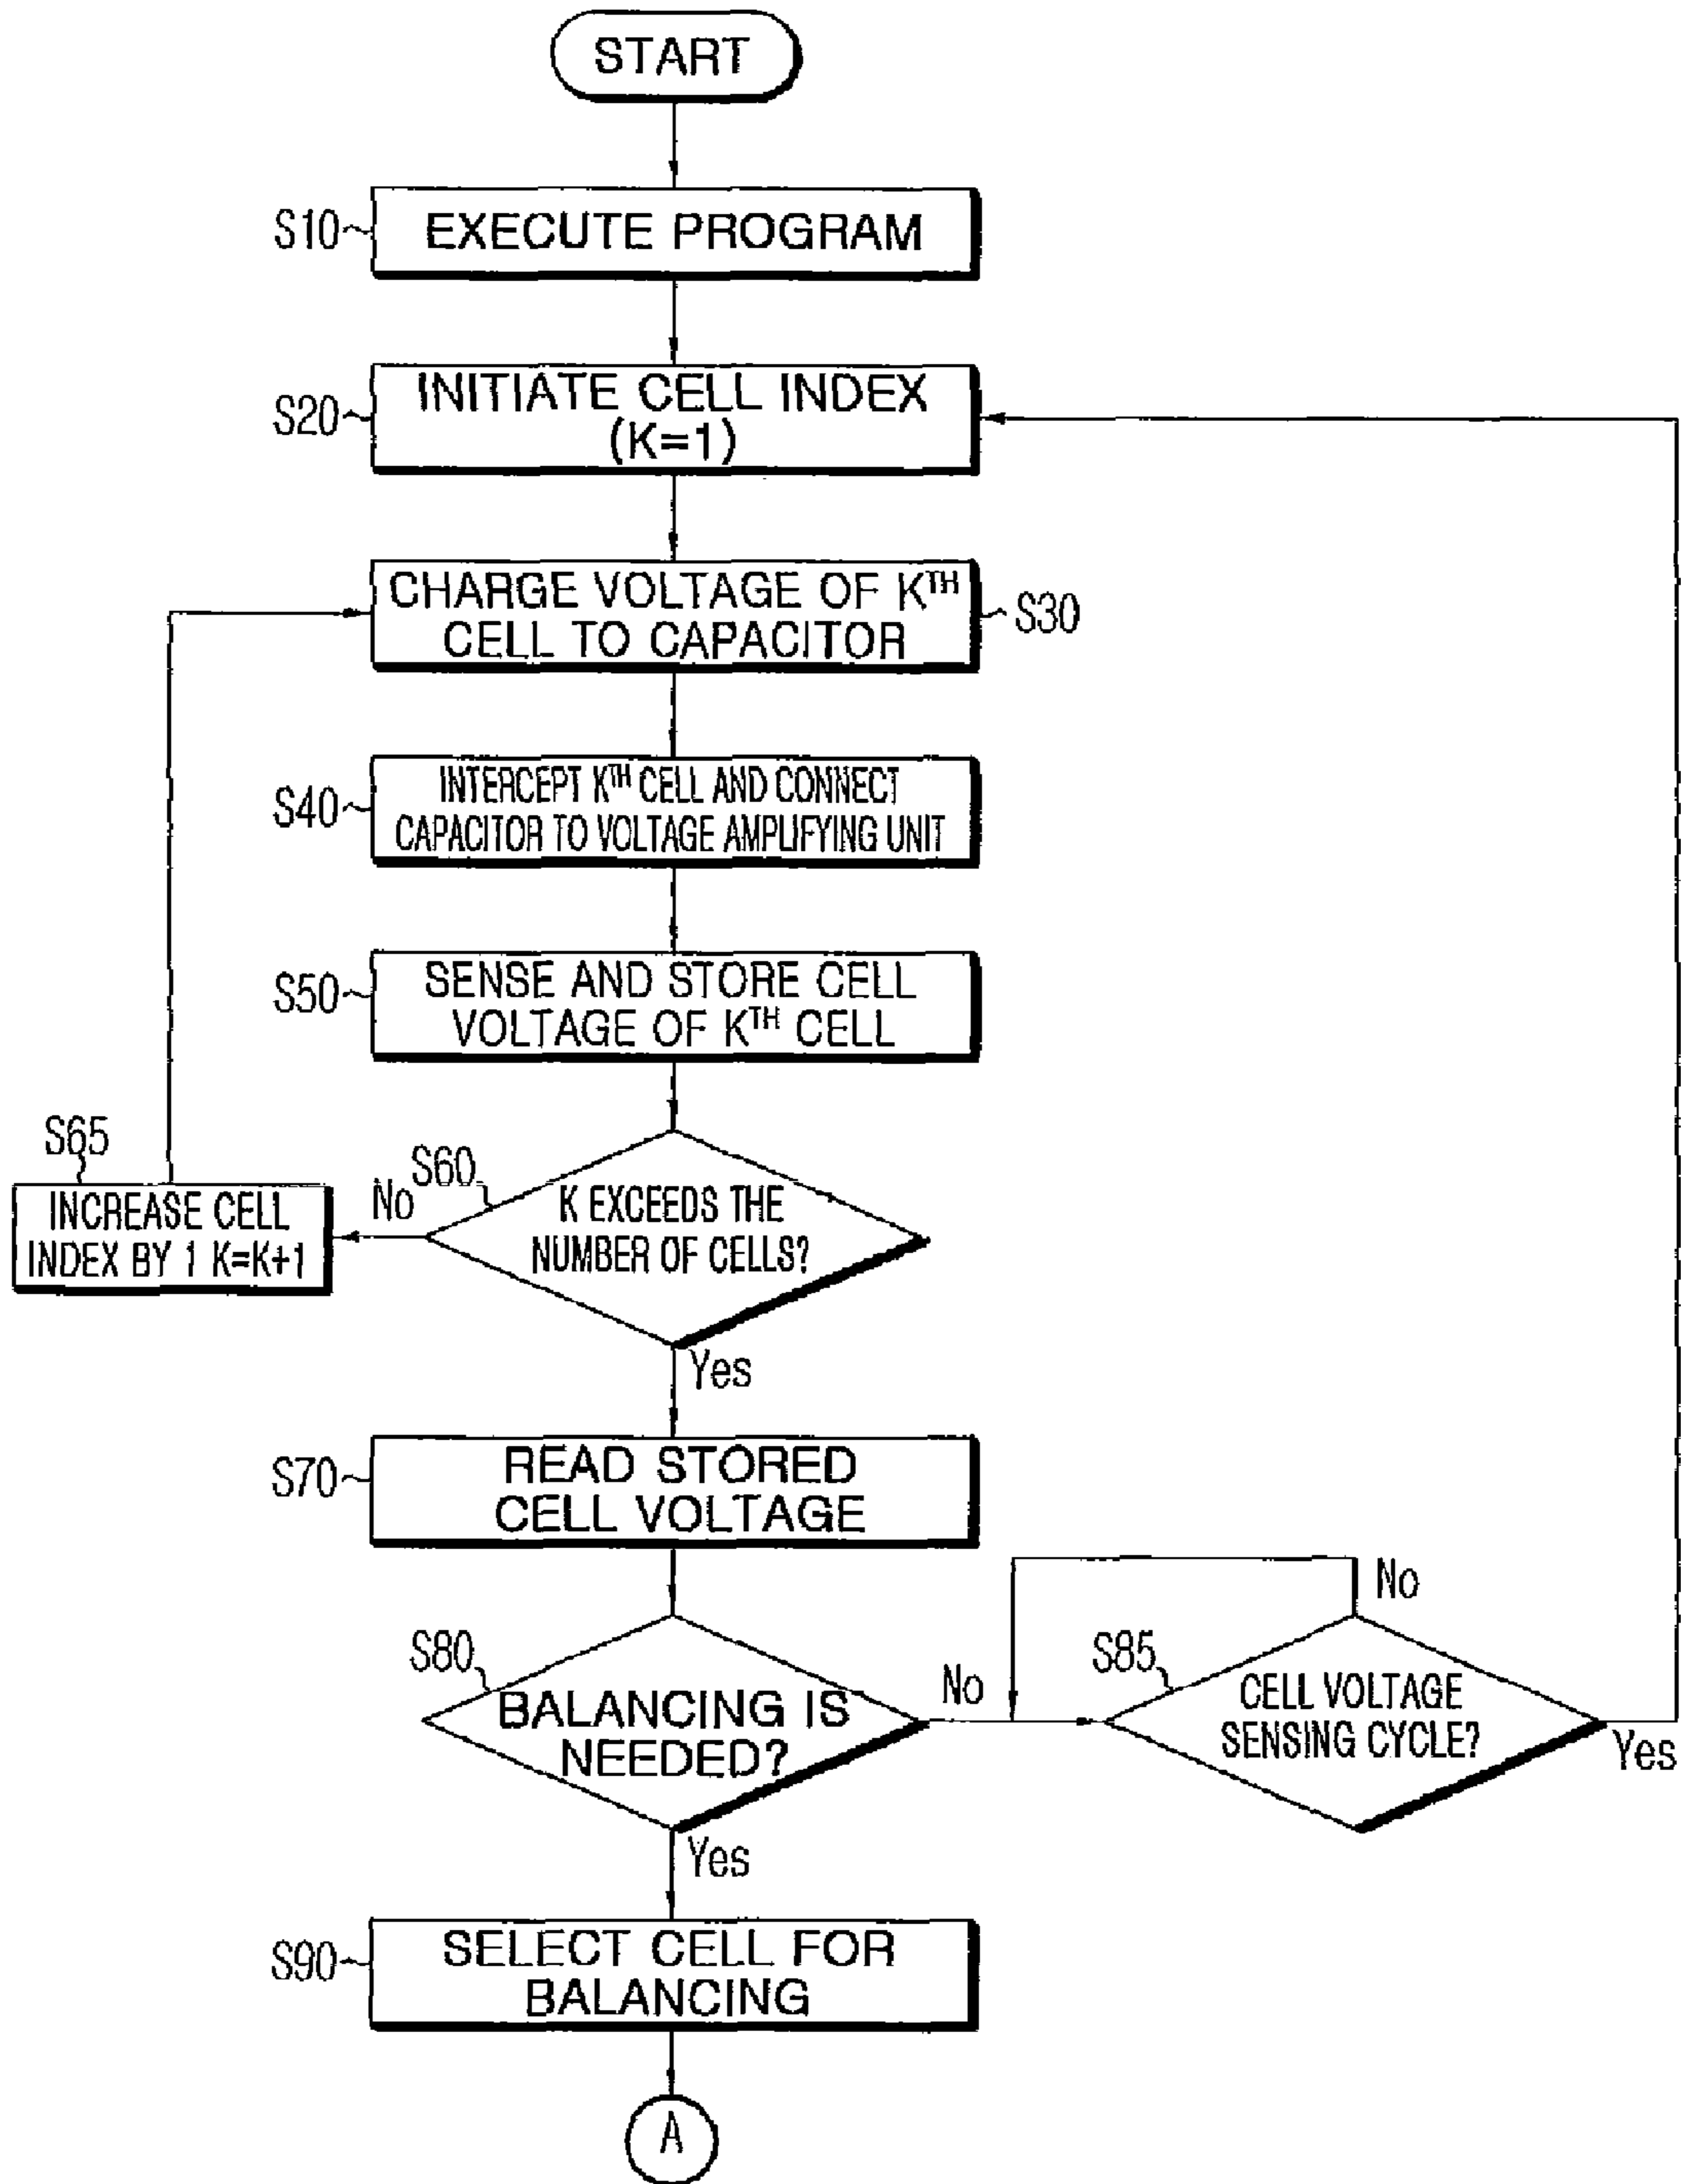 START
S10
EXECUTE PROGRAM
S20
INITIATE CELL INDEX
(K=1)
CHARGE VOLTAGE OF KTH
CELL TO CAPACITOR
S30
S40
INTERCEPT KTH CELL AND CONNECT
CAPACITOR TO VOLTAGE AMPLIFYING UNIT
S50
SENSE AND STORE CELL
VOLTAGE OF KTH CELL
S65
INCREASE CELL
INDEX BY 1 K=K+1
No
S60
K EXCEEDS THE
NUMBER OF CELLS?
Yes
S70
READ STORED
CELL VOLTAGE
S80
BALANCING IS
NEEDED?
No
No
S85
CELL VOLTAGE
SENSING CYCLE?
Yes
Yes
S90
SELECT CELL FOR
BALANCING
A